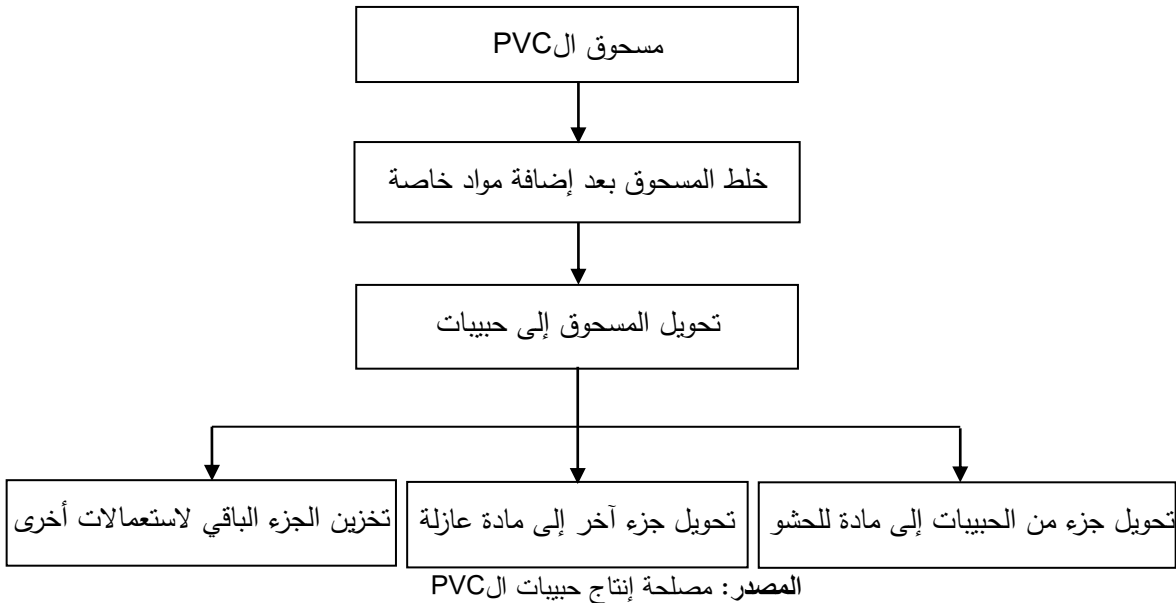 مسحوق الPVC
خلط المسحوق بعد إضافة مواد خاصة
تحويل المسحوق إلى حبيبات
تحويل جزء من الحبيبات إلى مادة للحشو
تحويل جزء آخر إلى مادة عازلة
تخزين الجزء الباقي لاستعمالات أخرى
المصدر: مصلحة إنتاج حبيبات الPVC